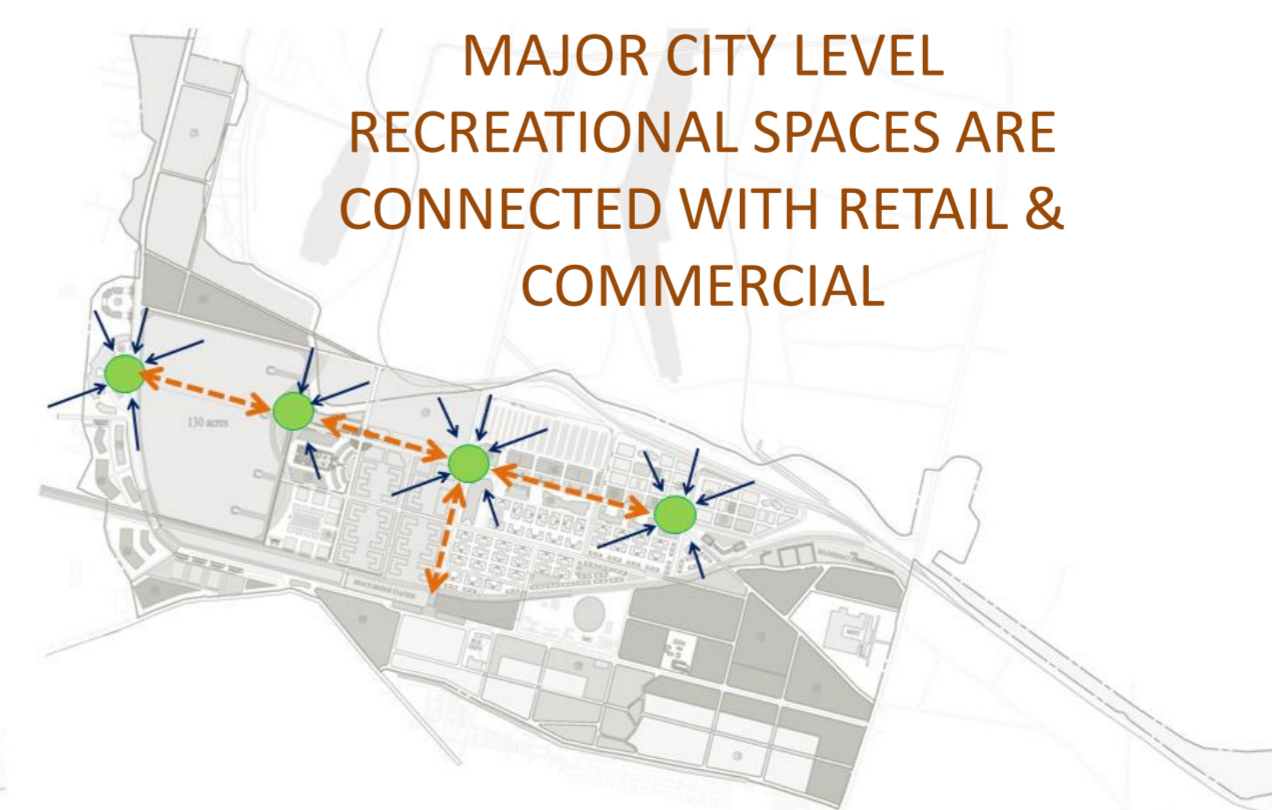 MAJOR CITY LEVEL
RECREATIONAL SPACES ARE
CONNECTED WITH RETAIL &
COMMERCIAL
130 acres